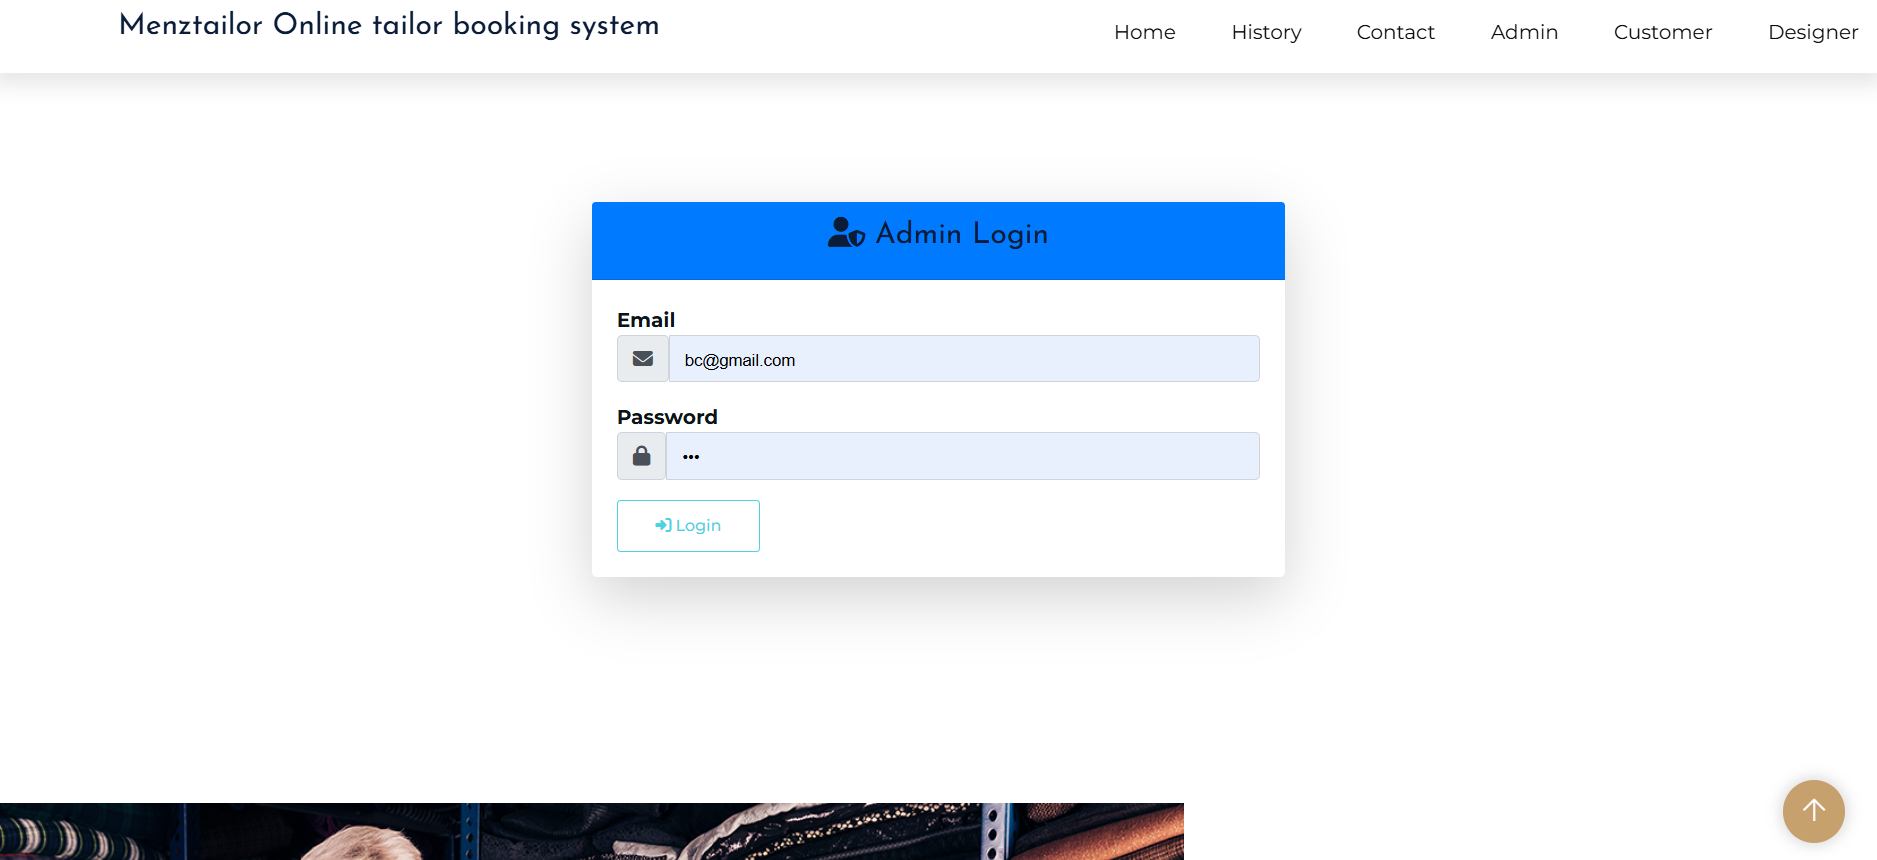 Menztailor Online tailor booking system
Home History Contact Admin Customer Designer
Admin Login
Email
bc@gmail.com
Password
•••
Login